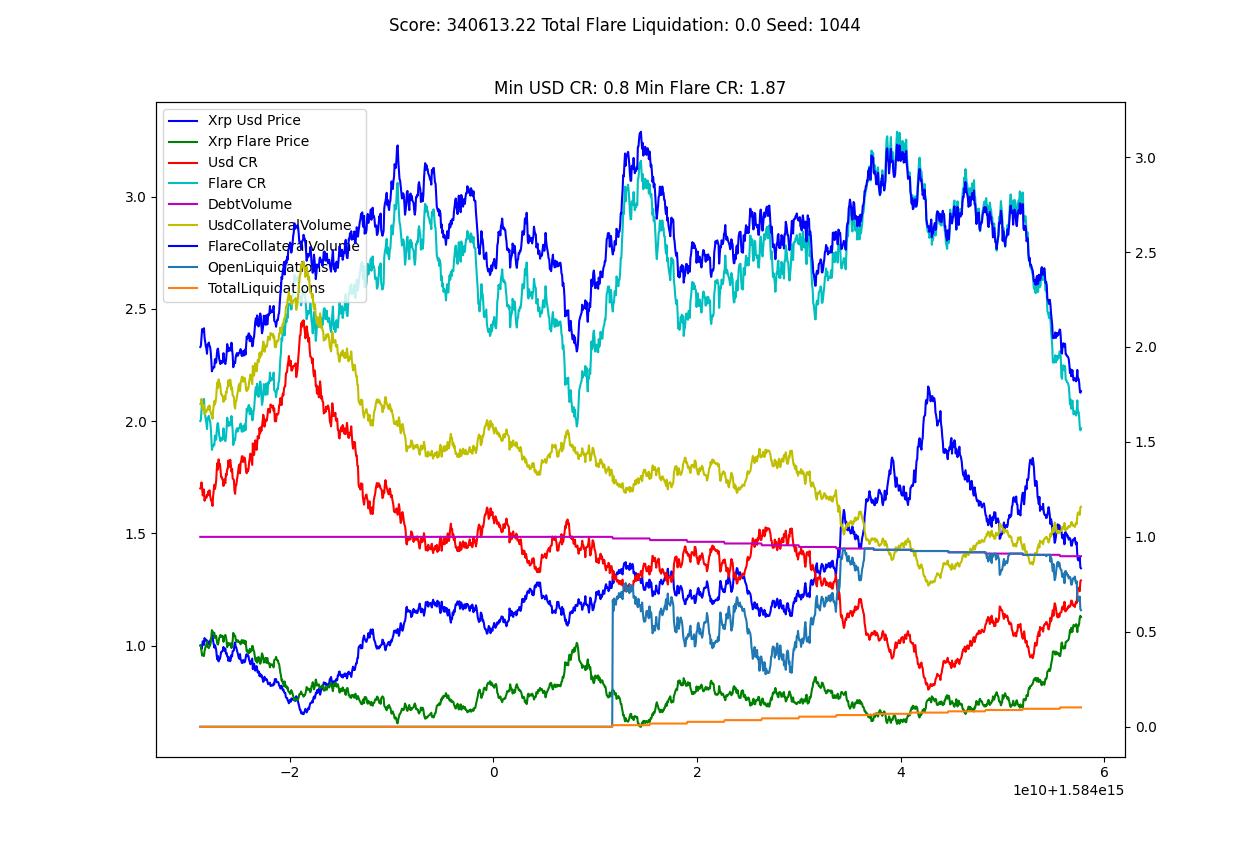 Score: 340613.22 Total Flare Liquidation: 0.0 Seed: 1044
Min USD CR: 0.8 Min Flare CR: 1.87
Xrp Usd Price
Xrp Flare Price
Usd CR
Flare CR
DebtVolume
UsdCollateralVolume
FlareCollateralVolume
OpenLiquidations
TotalLiquidations
3.0
2.5
2.0
1.5
1.0
3.0
2.5
2.0
1.5
1.0
0.5
0.0
−2 0 2 4 6
1e10+1.584e15